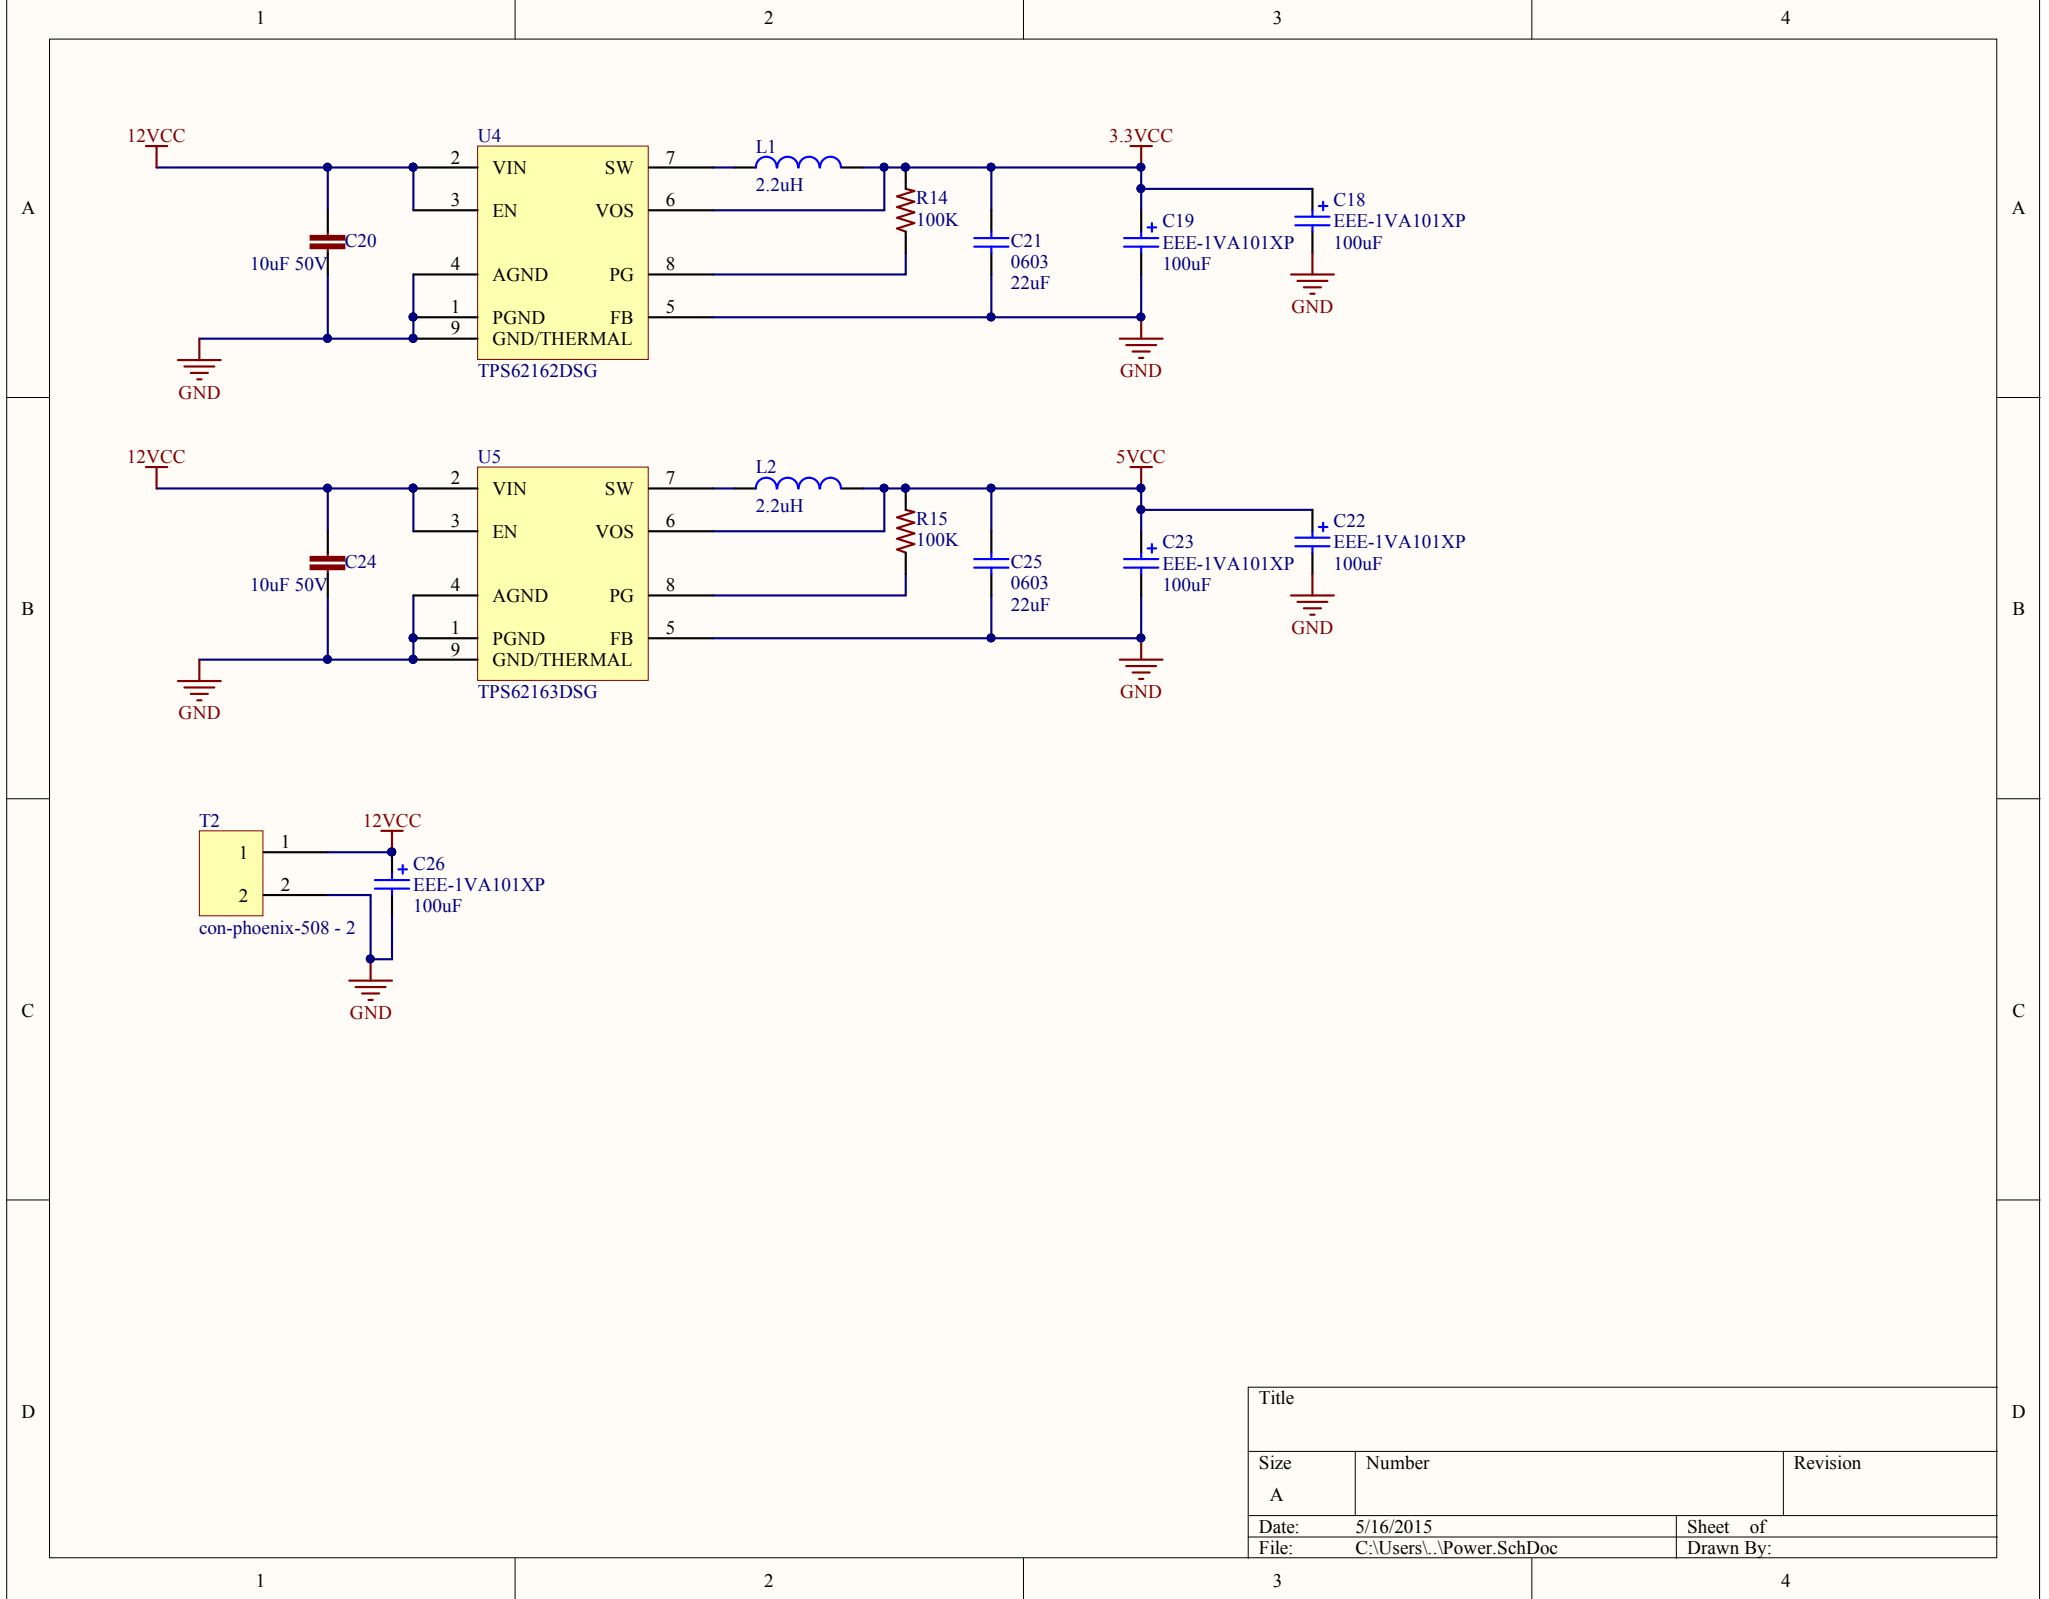 1 2 3 4
A A
12VCC
U4
2 VIN
3 EN
4 AGND
1 PGND
9 GND/THERMAL
SW 7
VOS 6
PG 8
FB 5
TPS62162DSG
C20
10uF 50V
GND
L1
2.2uH
R14
100K
C21
0603
22uF
3.3VCC
+ C19
EEE-1VA101XP
100uF
GND
+ C18
EEE-1VA101XP
100uF
GND
B B
12VCC
U5
2 VIN
3 EN
4 AGND
1 PGND
9 GND/THERMAL
SW 7
VOS 6
PG 8
FB 5
TPS62163DSG
C24
10uF 50V
GND
L2
2.2uH
R15
100K
C25
0603
22uF
5VCC
+ C23
EEE-1VA101XP
100uF
GND
+ C22
EEE-1VA101XP
100uF
GND
C C
T2
1 1
2 2
con-phoenix-508 - 2
12VCC
+ C26
EEE-1VA101XP
100uF
GND
D D
Title
Size Number Revision
A
Date: 5/16/2015 Sheet of
File: C:\Users\..\Power.SchDoc Drawn By:
1 2 3 4